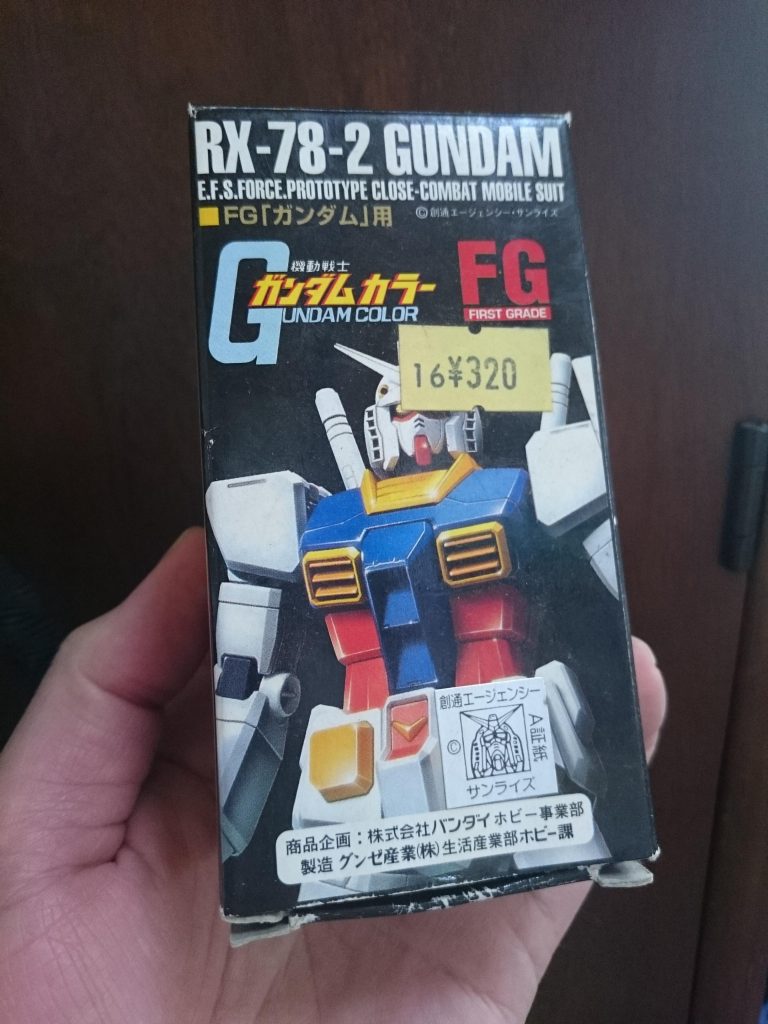 RX-78-2 GUNDAM
E.F.S.FORCE.PROTOTYPE CLOSE-COMBAT MOBILE SUIT
■FG「ガンダム」用 ©創通エージェンシー・サンライズ
機動戦士
ガンダムカラー
GUNDAM COLOR
FG
FIRST GRADE
16¥320
創通エージェンシー
A証紙
©
サンライズ
商品企画:株式会社バンダイ ホビー事業部
製造 グンゼ産業(株)生活産業部ホビー課